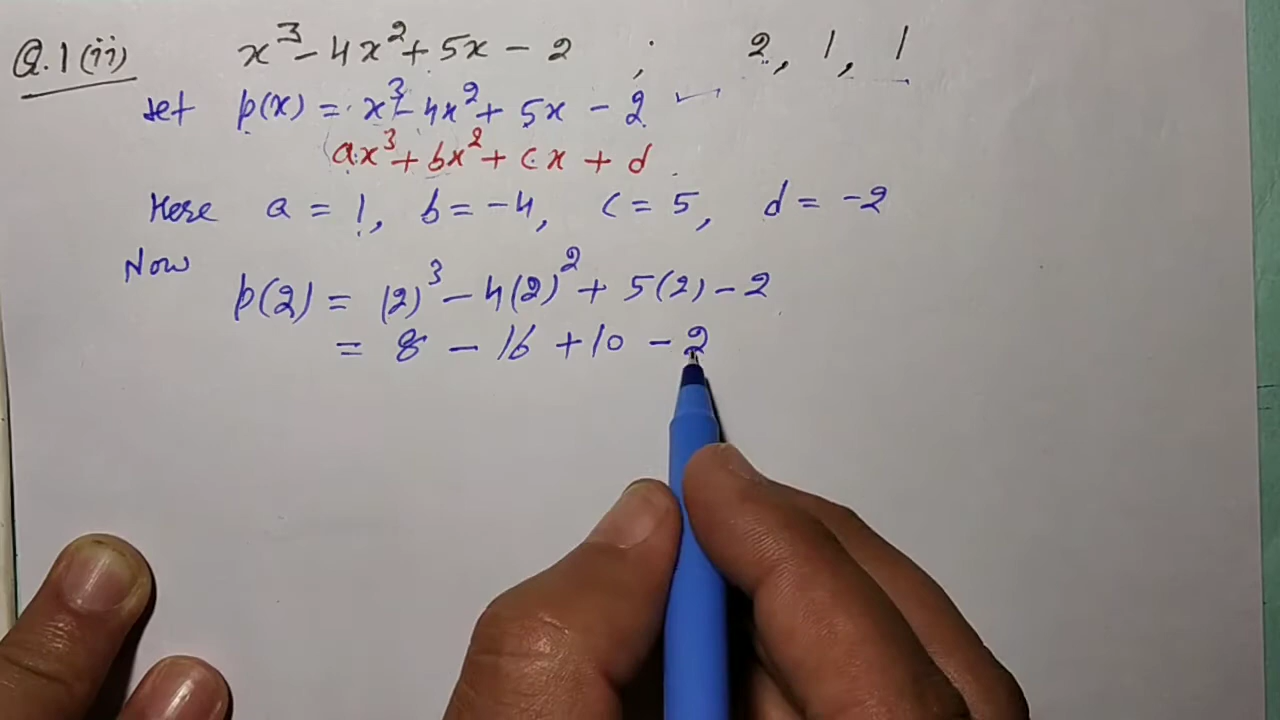 Q.1(ii) x³ - 4x² + 5x - 2 ; 2, 1, 1
Let p(x) = x³ - 4x² + 5x - 2
ax³ + bx² + cx + d
Here a = 1, b = -4, c = 5, d = -2
Now
p(2) = (2)³ - 4(2)² + 5(2) - 2
= 8 - 16 + 10 - 2